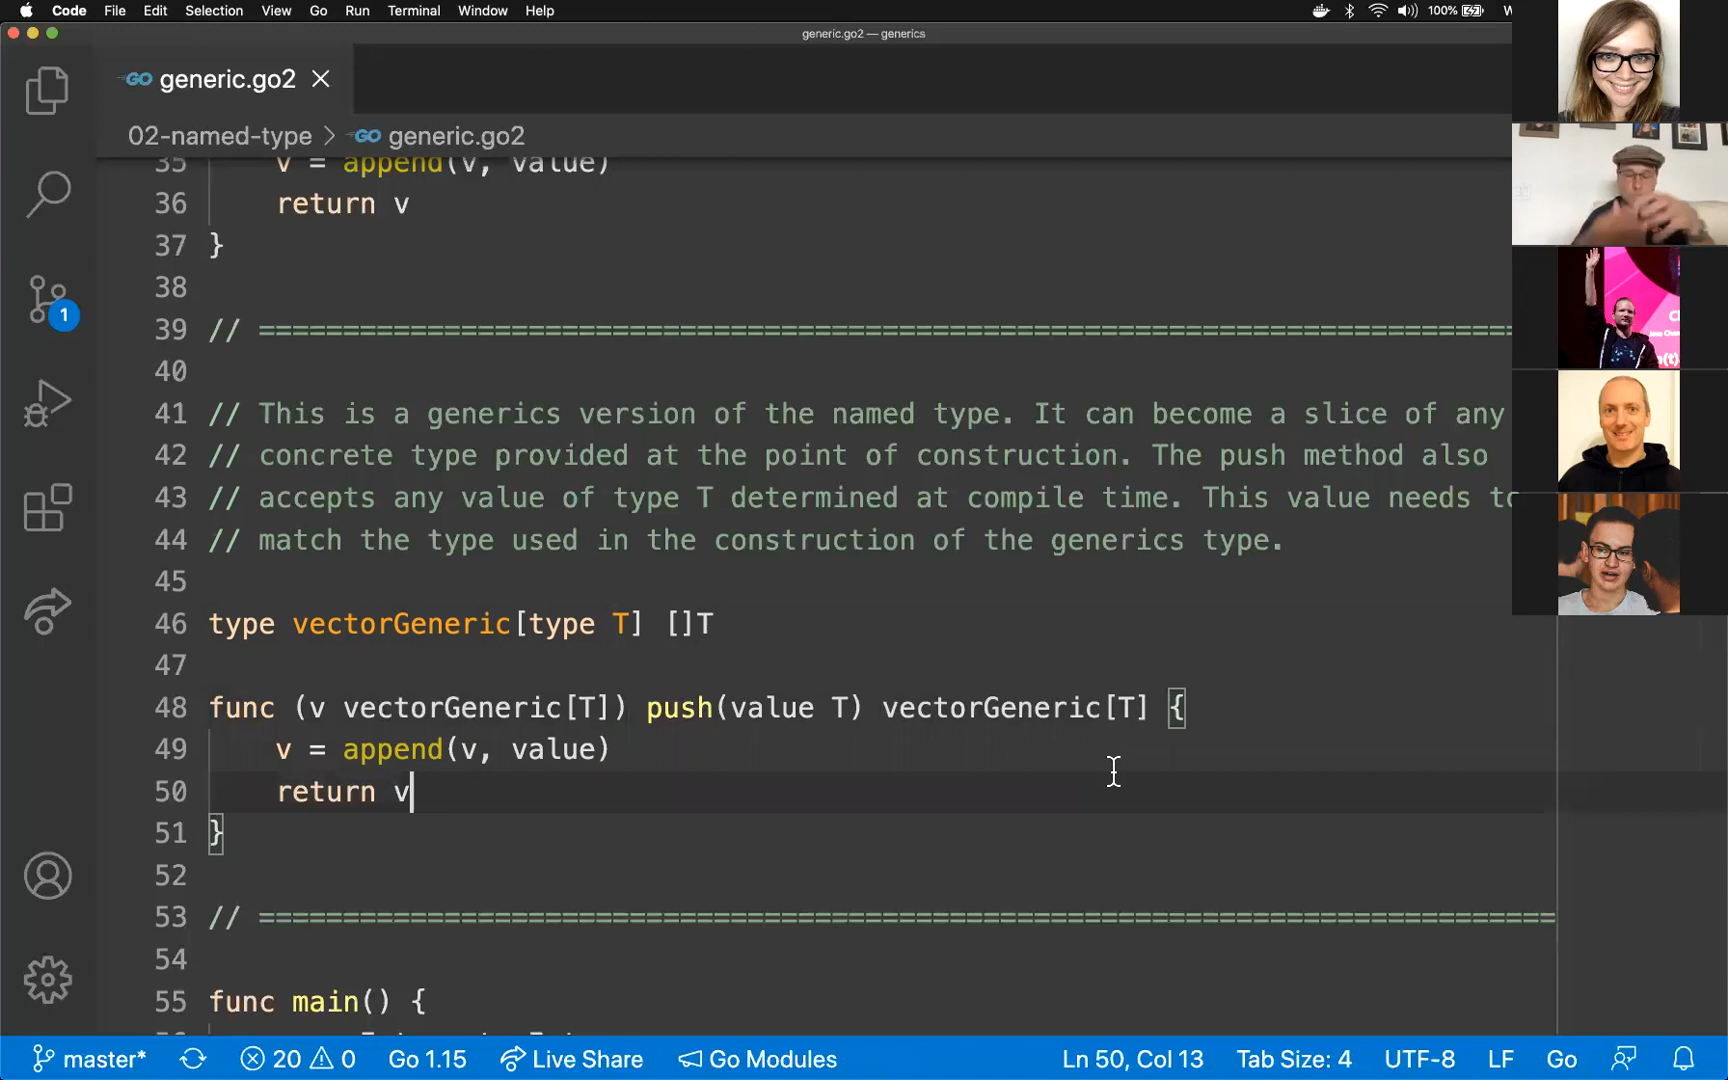 Code File Edit Selection View Go Run Terminal Window Help 100%
generic.go2 — generics
GO generic.go2
02-named-type > GO generic.go2
35 v = append(v, value)
36 return v
37 }
38
39 // =============================================================================
40
41 // This is a generics version of the named type. It can become a slice of any
42 // concrete type provided at the point of construction. The push method also
43 // accepts any value of type T determined at compile time. This value needs to
44 // match the type used in the construction of the generics type.
45
46 type vectorGeneric[type T] []T
47
48 func (v vectorGeneric[T]) push(value T) vectorGeneric[T] {
49 v = append(v, value)
50 return v
51 }
52
53 // =============================================================================
54
55 func main() {
1
master* 20 0 Go 1.15 Live Share Go Modules Ln 50, Col 13 Tab Size: 4 UTF-8 LF Go